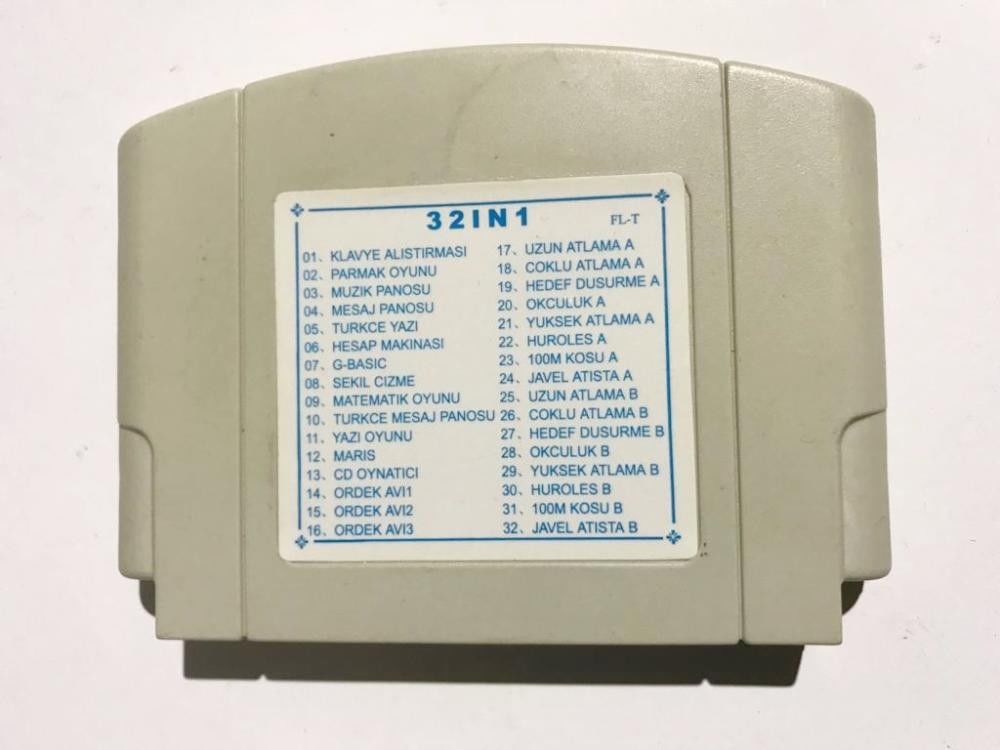 32IN1
FL-T
01、KLAVYE ALISTIRMASI
02、PARMAK OYUNU
03、MUZIK PANOSU
04、MESAJ PANOSU
05、TURKCE YAZI
06、HESAP MAKINASI
07、G-BASIC
08、SEKIL CIZME
09、MATEMATIK OYUNU
10、TURKCE MESAJ PANOSU
11、YAZI OYUNU
12、MARIS
13、CD OYNATICI
14、ORDEK AVI1
15、ORDEK AVI2
16、ORDEK AVI3
17、UZUN ATLAMA A
18、COKLU ATLAMA A
19、HEDEF DUSURME A
20、OKCULUK A
21、YUKSEK ATLAMA A
22、HUROLES A
23、100M KOSU A
24、JAVEL ATISTA A
25、UZUN ATLAMA B
26、COKLU ATLAMA B
27、HEDEF DUSURME B
28、OKCULUK B
29、YUKSEK ATLAMA B
30、HUROLES B
31、100M KOSU B
32、JAVEL ATISTA B